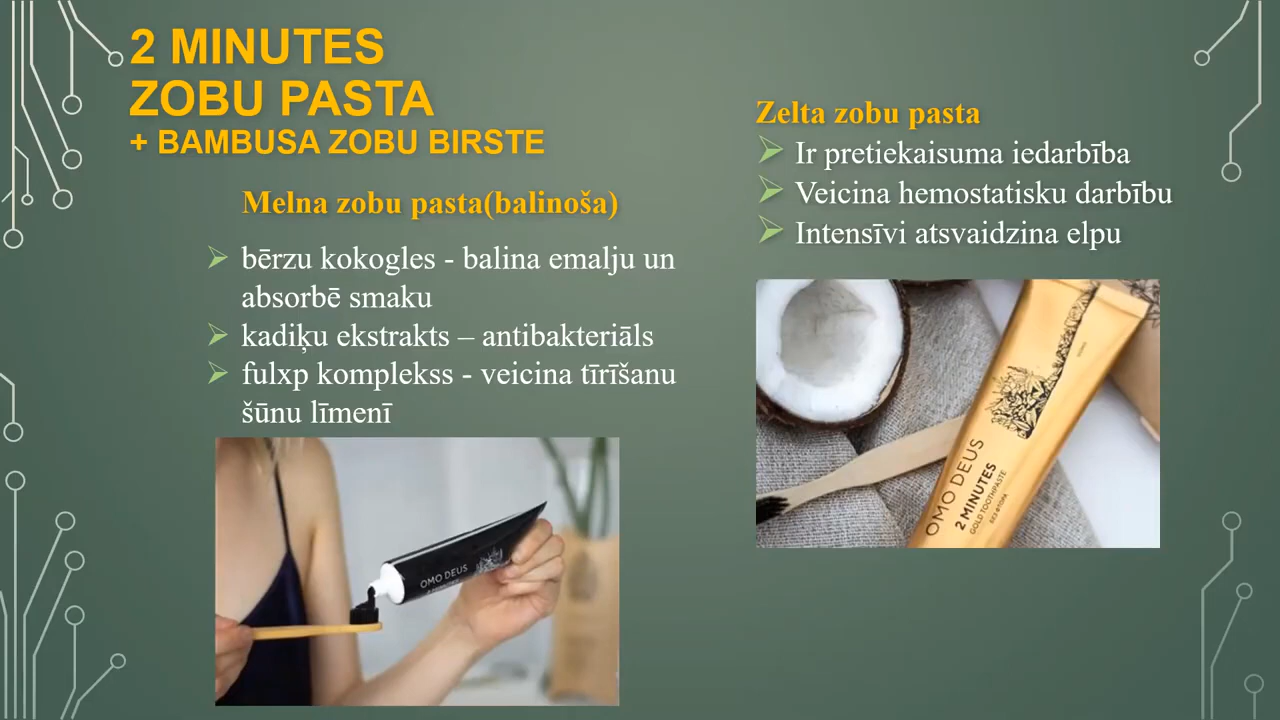 2 MINUTES
ZOBU PASTA
+ BAMBUSA ZOBU BIRSTE
Melna zobu pasta(balinoša)
bērzu kokogles - balina emalju un
absorbē smaku
kadiķu ekstrakts – antibakteriāls
fulxp komplekss - veicina tīrīšanu
šūnu līmenī
OMO DEUS
Zelta zobu pasta
Ir pretiekaisuma iedarbība
Veicina hemostatisku darbību
Intensīvi atsvaidzina elpu
OMO DEUS
2 MINUTES
GOLD TOOTHPASTE